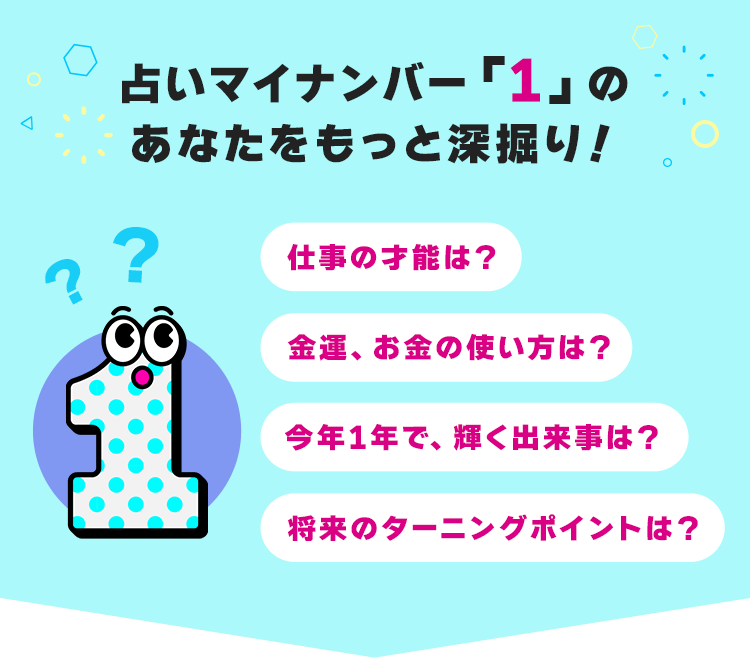 占いマイナンバー「1」の
あなたをもっと深掘り！
? ?
仕事の才能は？
金運、お金の使い方は？
今年1年で、輝く出来事は？
将来のターニングポイントは？
1